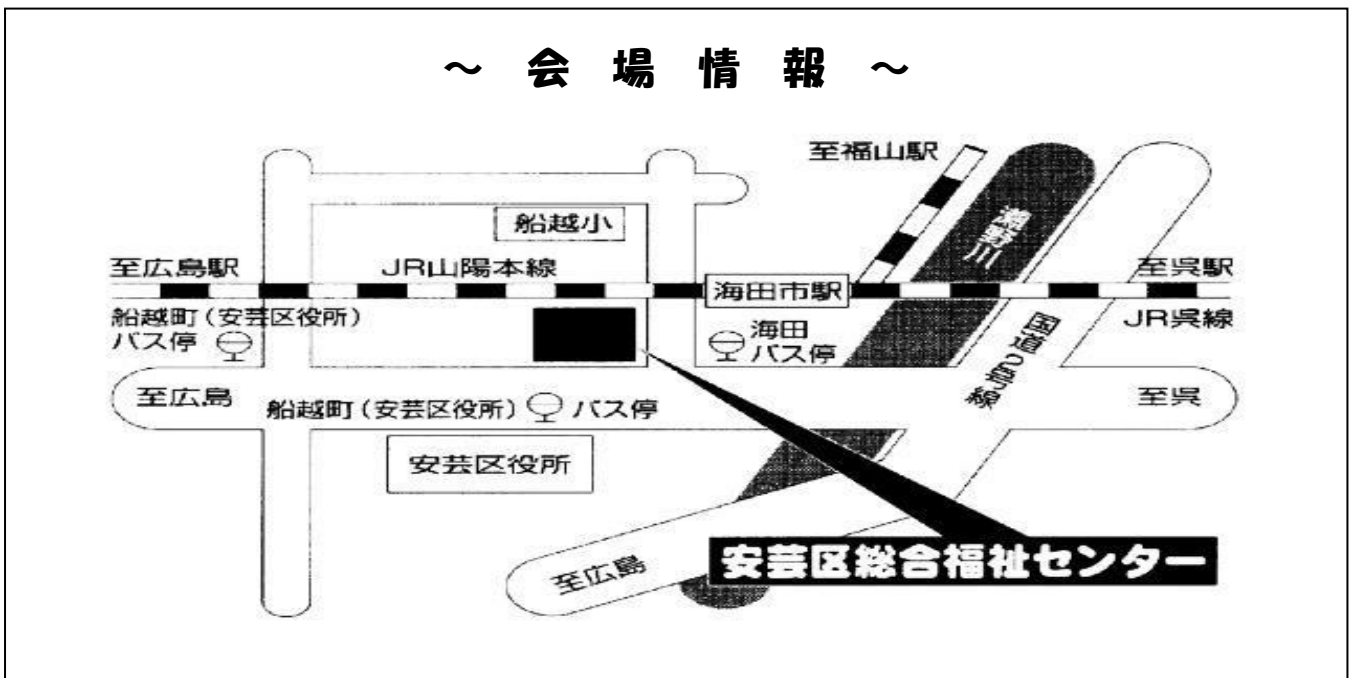 ～ 会 場 情 報 ～
至福山駅
船越小
瀬野川
至広島駅
JR山陽本線
海田市駅
至呉駅
JR呉線
船越町（安芸区役所）
バス停
海田
バス停
国道2号線
至広島
船越町（安芸区役所）
バス停
至呉
安芸区役所
至広島
安芸区総合福祉センター